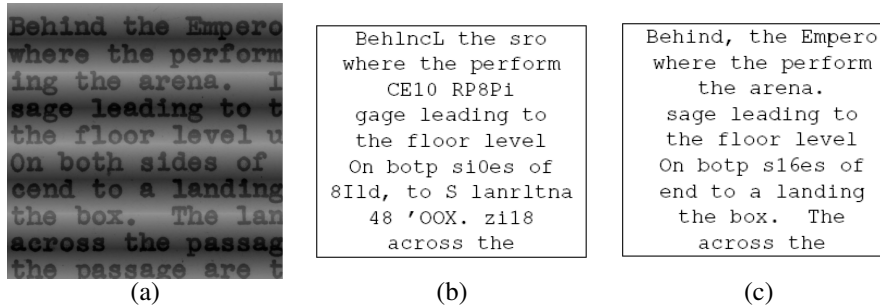 Behind the Empero
where the perform
ing the arena. I
sage leading to t
the floor level u
On both sides of
cend to a landing
the box. The lan
across the passag
the passage are t
(a)
BehlncL the sro
where the perform
CE10 RP8Pi
gage leading to
the floor level
On botp si0es of
8Ild, to S lanrltna
48 ’OOX. zi18
across the
(b)
Behind, the Empero
where the perform
the arena.
sage leading to
the floor level
On botp s16es of
end to a landing
the box. The
across the
(c)